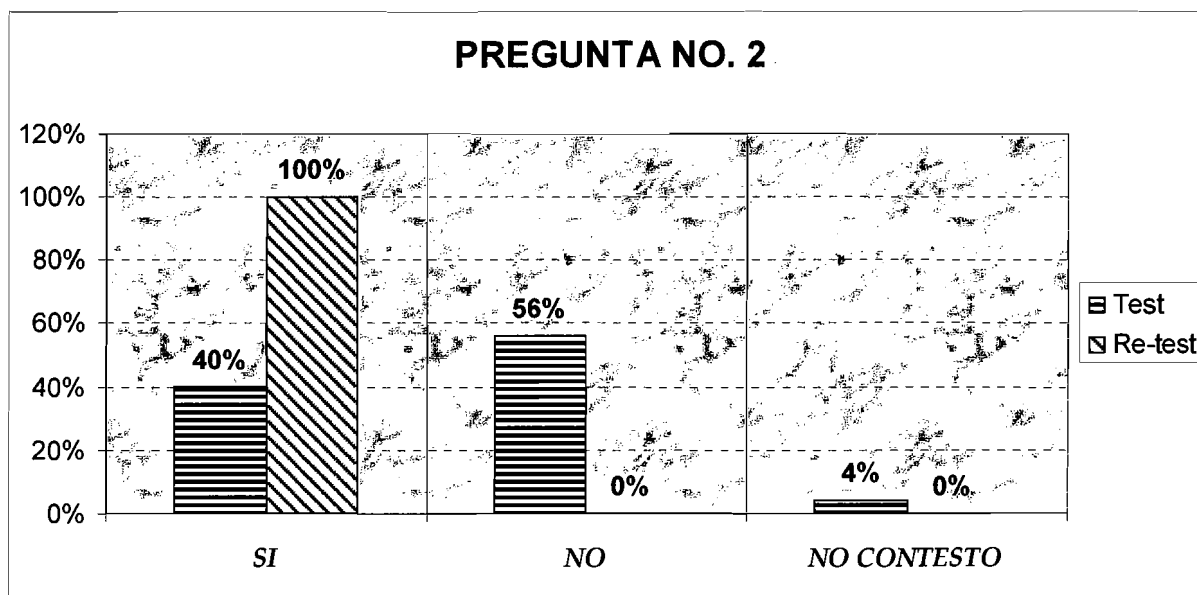 PREGUNTA NO. 2
120%
100%
80%
60%
40%
20%
0%
40%
100%
56%
0%
4%
0%
SI
NO
NO CONTESTO
Test
Re-test